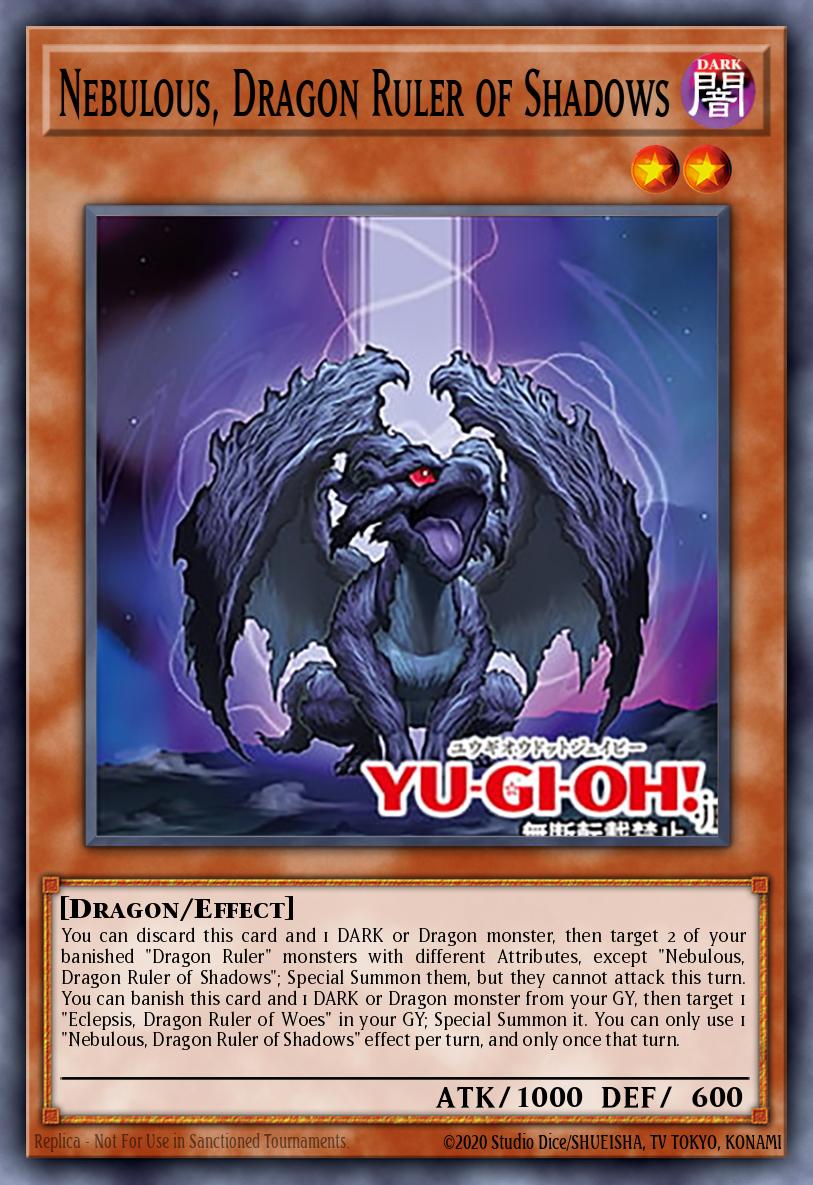 Nebulous, Dragon Ruler of Shadows
DARK
闇
ユウギオウドットジェイピー
YU-GI-OH!.j
無断転載禁止
[Dragon/Effect]
You can discard this card and 1 DARK or Dragon monster, then target 2 of your
banished "Dragon Ruler" monsters with different Attributes, except "Nebulous,
Dragon Ruler of Shadows"; Special Summon them, but they cannot attack this turn.
You can banish this card and 1 DARK or Dragon monster from your GY, then target 1
"Eclepsis, Dragon Ruler of Woes" in your GY; Special Summon it. You can only use 1
"Nebulous, Dragon Ruler of Shadows" effect per turn, and only once that turn.
ATK/1000 DEF/ 600
Replica - Not For Use in Sanctioned Tournaments.
©2020 Studio Dice/SHUEISHA, TV TOKYO, KONAMI